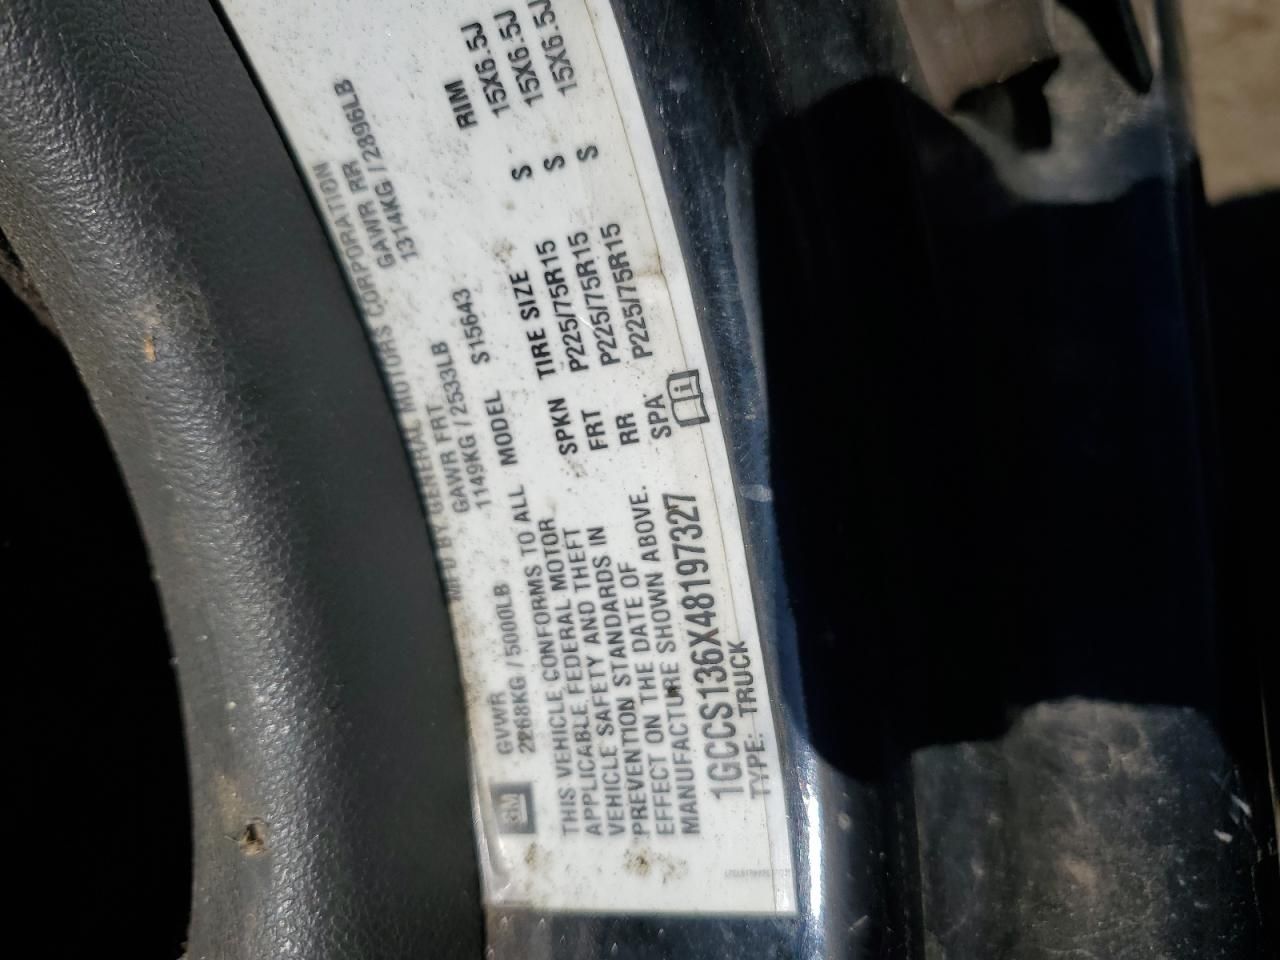 MFD BY GENERAL MOTORS CORPORATION
GM
GVWR GAWR FRT GAWR RR
2268KG / 5000LB 1149KG / 2533LB 1314KG / 2896LB
THIS VEHICLE CONFORMS TO ALL
APPLICABLE FEDERAL MOTOR
VEHICLE SAFETY AND THEFT
PREVENTION STANDARDS IN
EFFECT ON THE DATE OF
MANUFACTURE SHOWN ABOVE.
1GCCS136X48197327
TYPE: TRUCK
MODEL S15643
TIRE SIZE RIM
SPKN P225/75R15 S 15X6.5J
FRT P225/75R15 S 15X6.5J
RR P225/75R15 S 15X6.5J
SPA
i